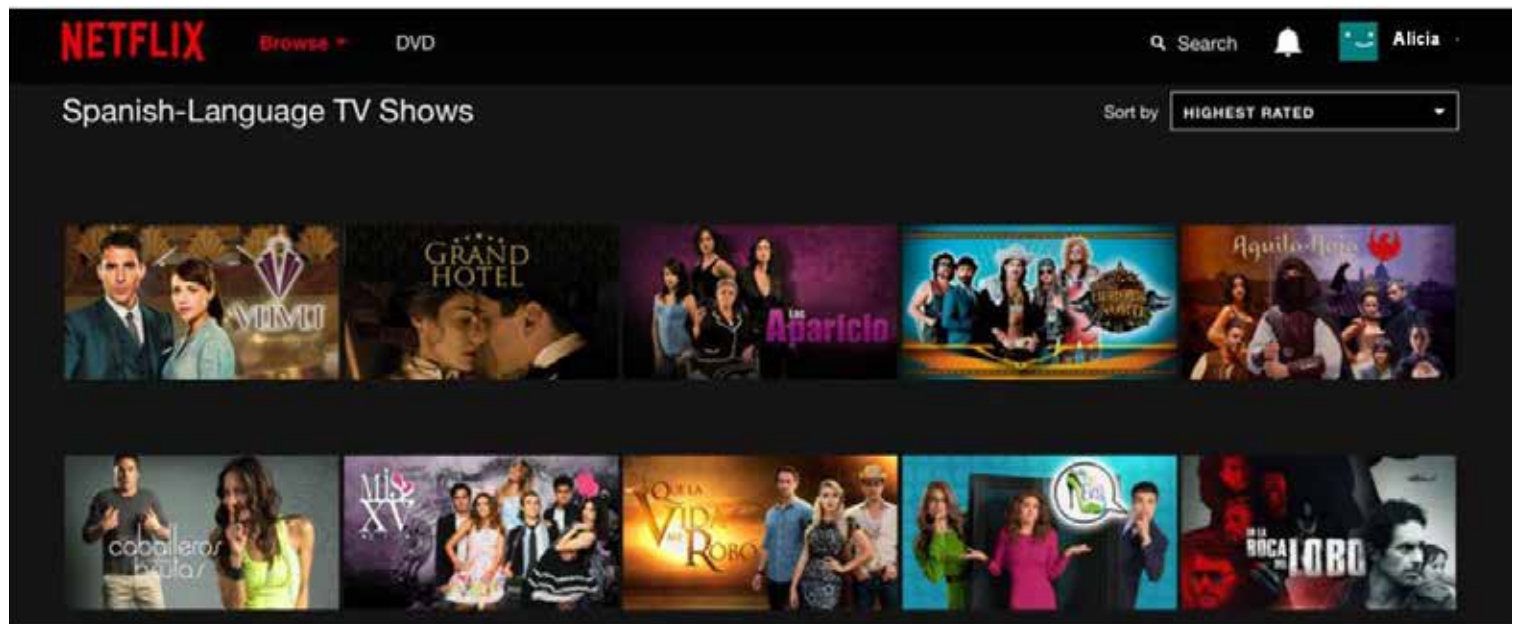 NETFLIX Browse DVD Search Alicia
Spanish-Language TV Shows Sort by HIGHEST RATED
GRAND
HOTEL
Las
Aparicio
Aguila Roja
caballeros
MIS
XV
QUE LA
VIDA
ME
ROBO
EN LA
BOCA DEL LOBO